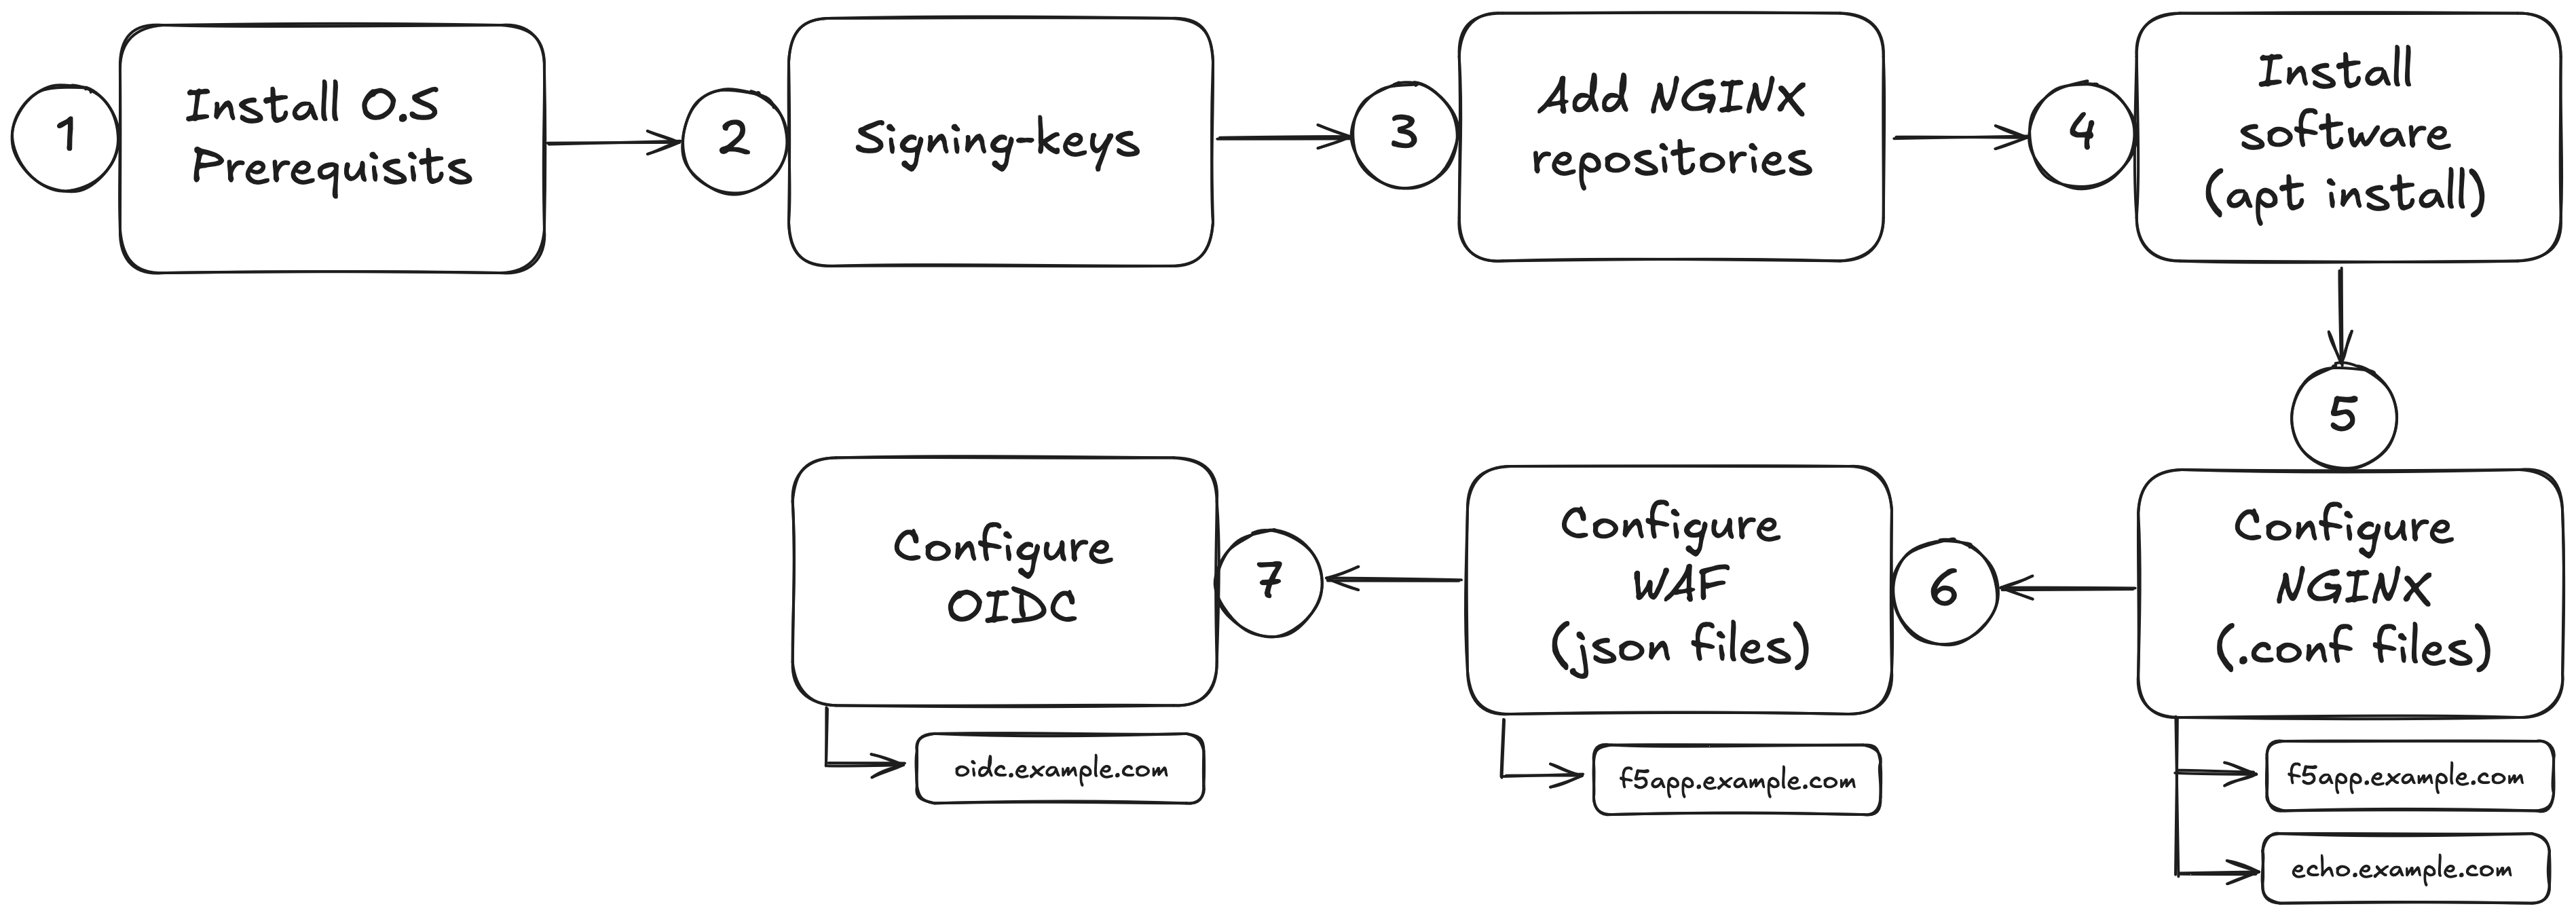 1
Install O.S
Prerequisits
2
Signing-keys
3
Add NGINX
repositories
4
Install
software
(apt install)
5
Configure
NGINX
(.conf files)
f5app.example.com
echo.example.com
6
Configure
WAF
(json files)
f5app.example.com
7
Configure
OIDC
oidc.example.com